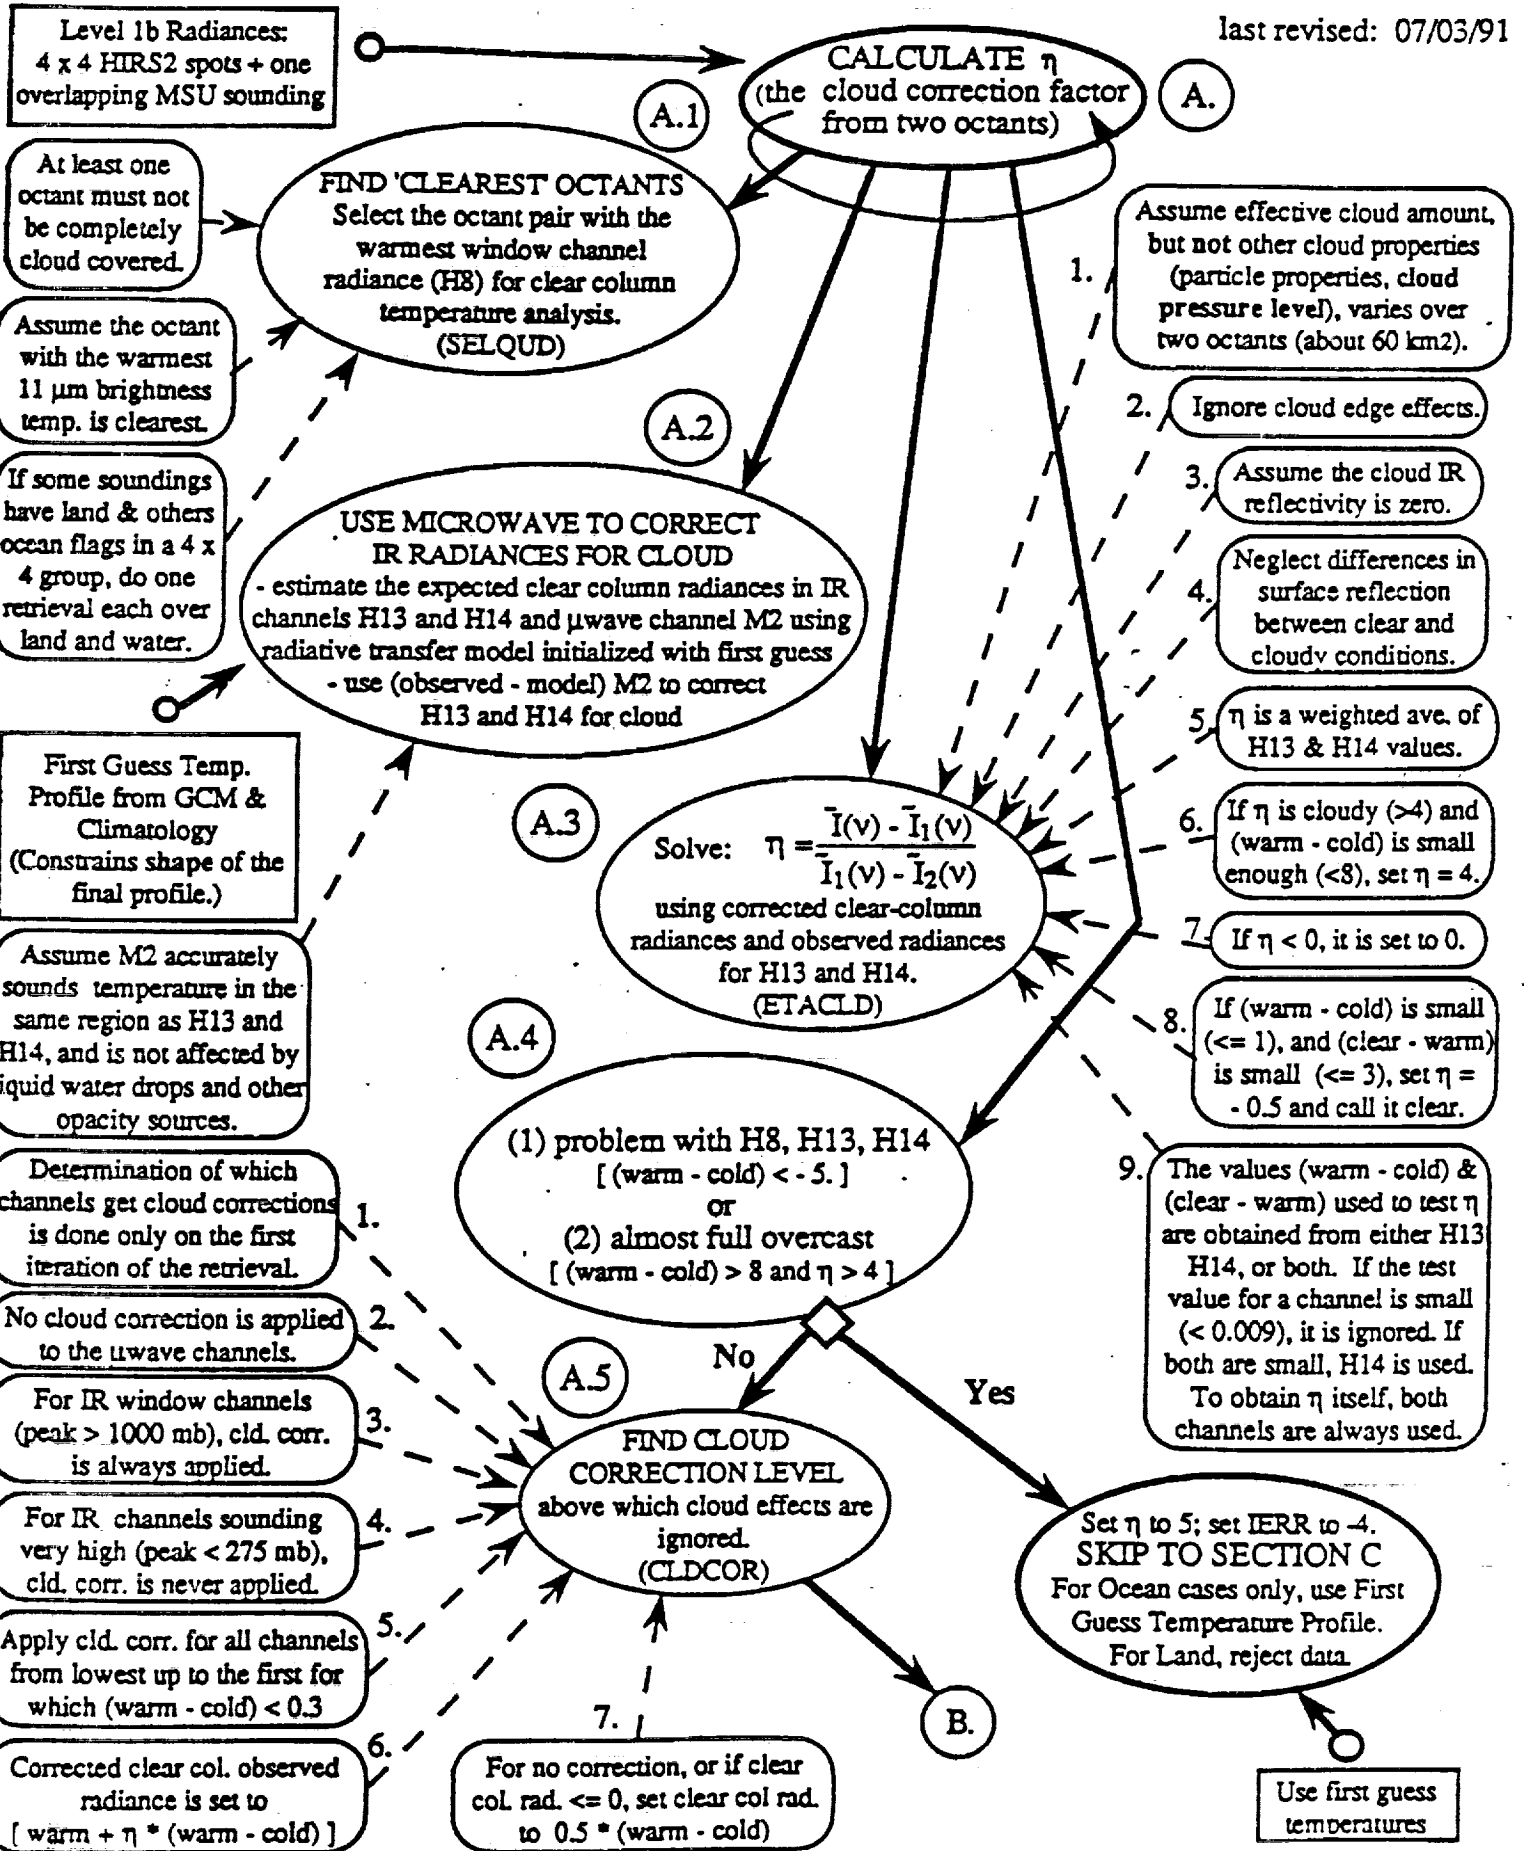 last revised: 07/03/91
Level 1b Radiances:
4 x 4 HIRS2 spots + one
overlapping MSU sounding
CALCULATE η
(the cloud correction factor
from two octants)
A.
A.1
At least one
octant must not
be completely
cloud covered.
FIND 'CLEAREST' OCTANTS
Select the octant pair with the
warmest window channel
radiance (H8) for clear column
temperature analysis.
(SELQUD)
Assume the octant
with the warmest
11 µm brightness
temp. is clearest.
If some soundings
have land & others
ocean flags in a 4 x
4 group, do one
retrieval each over
land and water.
A.2
USE MICROWAVE TO CORRECT
IR RADIANCES FOR CLOUD
- estimate the expected clear column radiances in IR
channels H13 and H14 and µwave channel M2 using
radiative transfer model initialized with first guess
- use (observed - model) M2 to correct
H13 and H14 for cloud
First Guess Temp.
Profile from GCM &
Climatology
(Constrains shape of the
final profile.)
Assume M2 accurately
sounds temperature in the
same region as H13 and
H14, and is not affected by
liquid water drops and other
opacity sources.
1.
Assume effective cloud amount,
but not other cloud properties
(particle properties, cloud
pressure level), varies over
two octants (about 60 km2).
2.
Ignore cloud edge effects.
3.
Assume the cloud IR
reflectivity is zero.
4.
Neglect differences in
surface reflection
between clear and
cloudy conditions.
5.
η is a weighted ave. of
H13 & H14 values.
6.
If η is cloudy (>4) and
(warm - cold) is small
enough (<8), set η = 4.
7.
If η < 0, it is set to 0.
8.
If (warm - cold) is small
(<= 1), and (clear - warm)
is small (<= 3), set η =
- 0.5 and call it clear.
9.
The values (warm - cold) &
(clear - warm) used to test η
are obtained from either H13
H14, or both. If the test
value for a channel is small
(< 0.009), it is ignored. If
both are small, H14 is used.
To obtain η itself, both
channels are always used.
A.3
Solve: η = Ī(ν) - Ī₁(ν)
Ī₁(ν) - Ī₂(ν)
using corrected clear-column
radiances and observed radiances
for H13 and H14.
(ETACLD)
A.4
(1) problem with H8, H13, H14
[ (warm - cold) < - 5. ]
or
(2) almost full overcast
[ (warm - cold) > 8 and η > 4 ]
No
Yes
A.5
FIND CLOUD
CORRECTION LEVEL
above which cloud effects are
ignored.
(CLDCOR)
Determination of which
channels get cloud corrections
is done only on the first
iteration of the retrieval.
1.
No cloud correction is applied
to the µwave channels.
2.
For IR window channels
(peak > 1000 mb), cld. corr.
is always applied.
3.
For IR channels sounding
very high (peak < 275 mb),
cld. corr. is never applied.
4.
Apply cld. corr. for all channels
from lowest up to the first for
which (warm - cold) < 0.3
5.
Corrected clear col. observed
radiance is set to
[ warm + η * (warm - cold) ]
6.
7.
For no correction, or if clear
col. rad. <= 0, set clear col rad.
to 0.5 * (warm - cold)
B.
Set η to 5; set IERR to -4.
SKIP TO SECTION C
For Ocean cases only, use First
Guess Temperature Profile.
For Land, reject data
Use first guess
temperatures